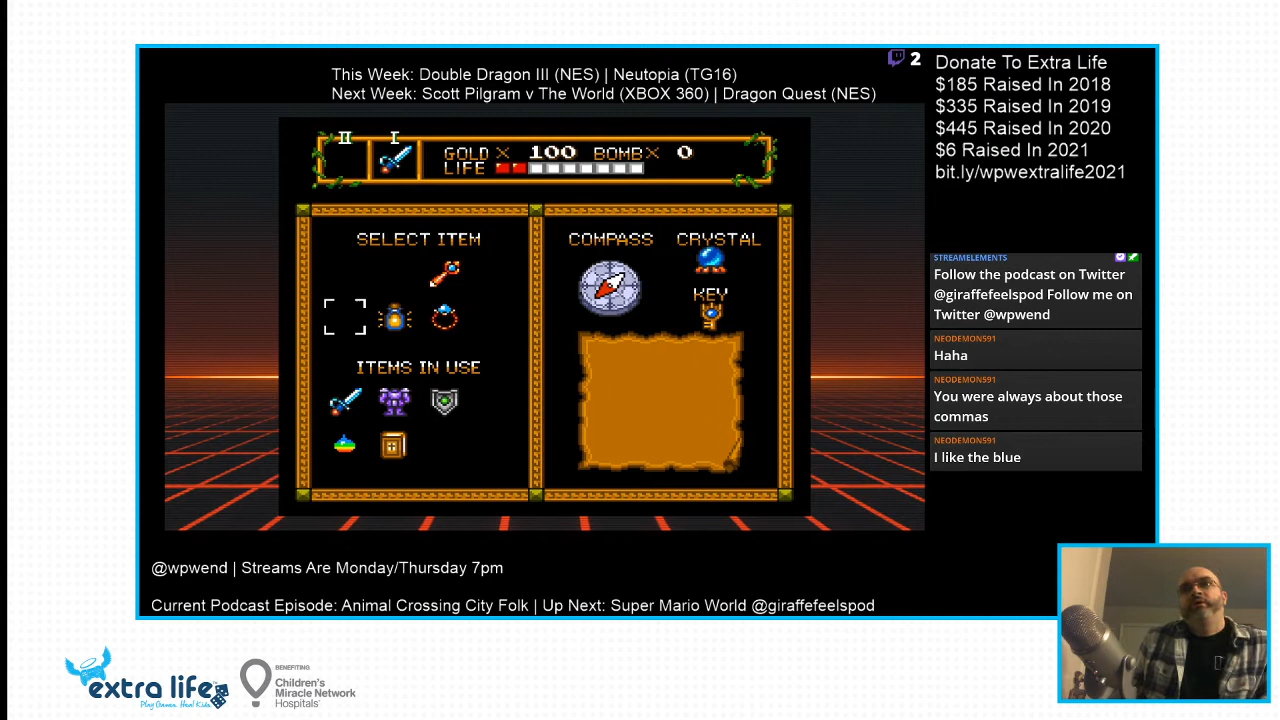 This Week: Double Dragon III (NES) | Neutopia (TG16)
Next Week: Scott Pilgram v The World (XBOX 360) | Dragon Quest (NES)
2
Donate To Extra Life
$185 Raised In 2018
$335 Raised In 2019
$445 Raised In 2020
$6 Raised In 2021
bit.ly/wpwextralife2021
II I
GOLD× 100 BOMB× 0
LIFE
SELECT ITEM
ITEMS IN USE
COMPASS CRYSTAL
KEY
STREAMELEMENTS
Follow the podcast on Twitter
@giraffefeelspod Follow me on
Twitter @wpwend
NEODEMON591
Haha
NEODEMON591
You were always about those
commas
NEODEMON591
I like the blue
@wpwend | Streams Are Monday/Thursday 7pm
Current Podcast Episode: Animal Crossing City Folk | Up Next: Super Mario World @giraffefeelspod
extra life
Play Games. Heal Kids.
BENEFITING
Children's
Miracle Network
Hospitals